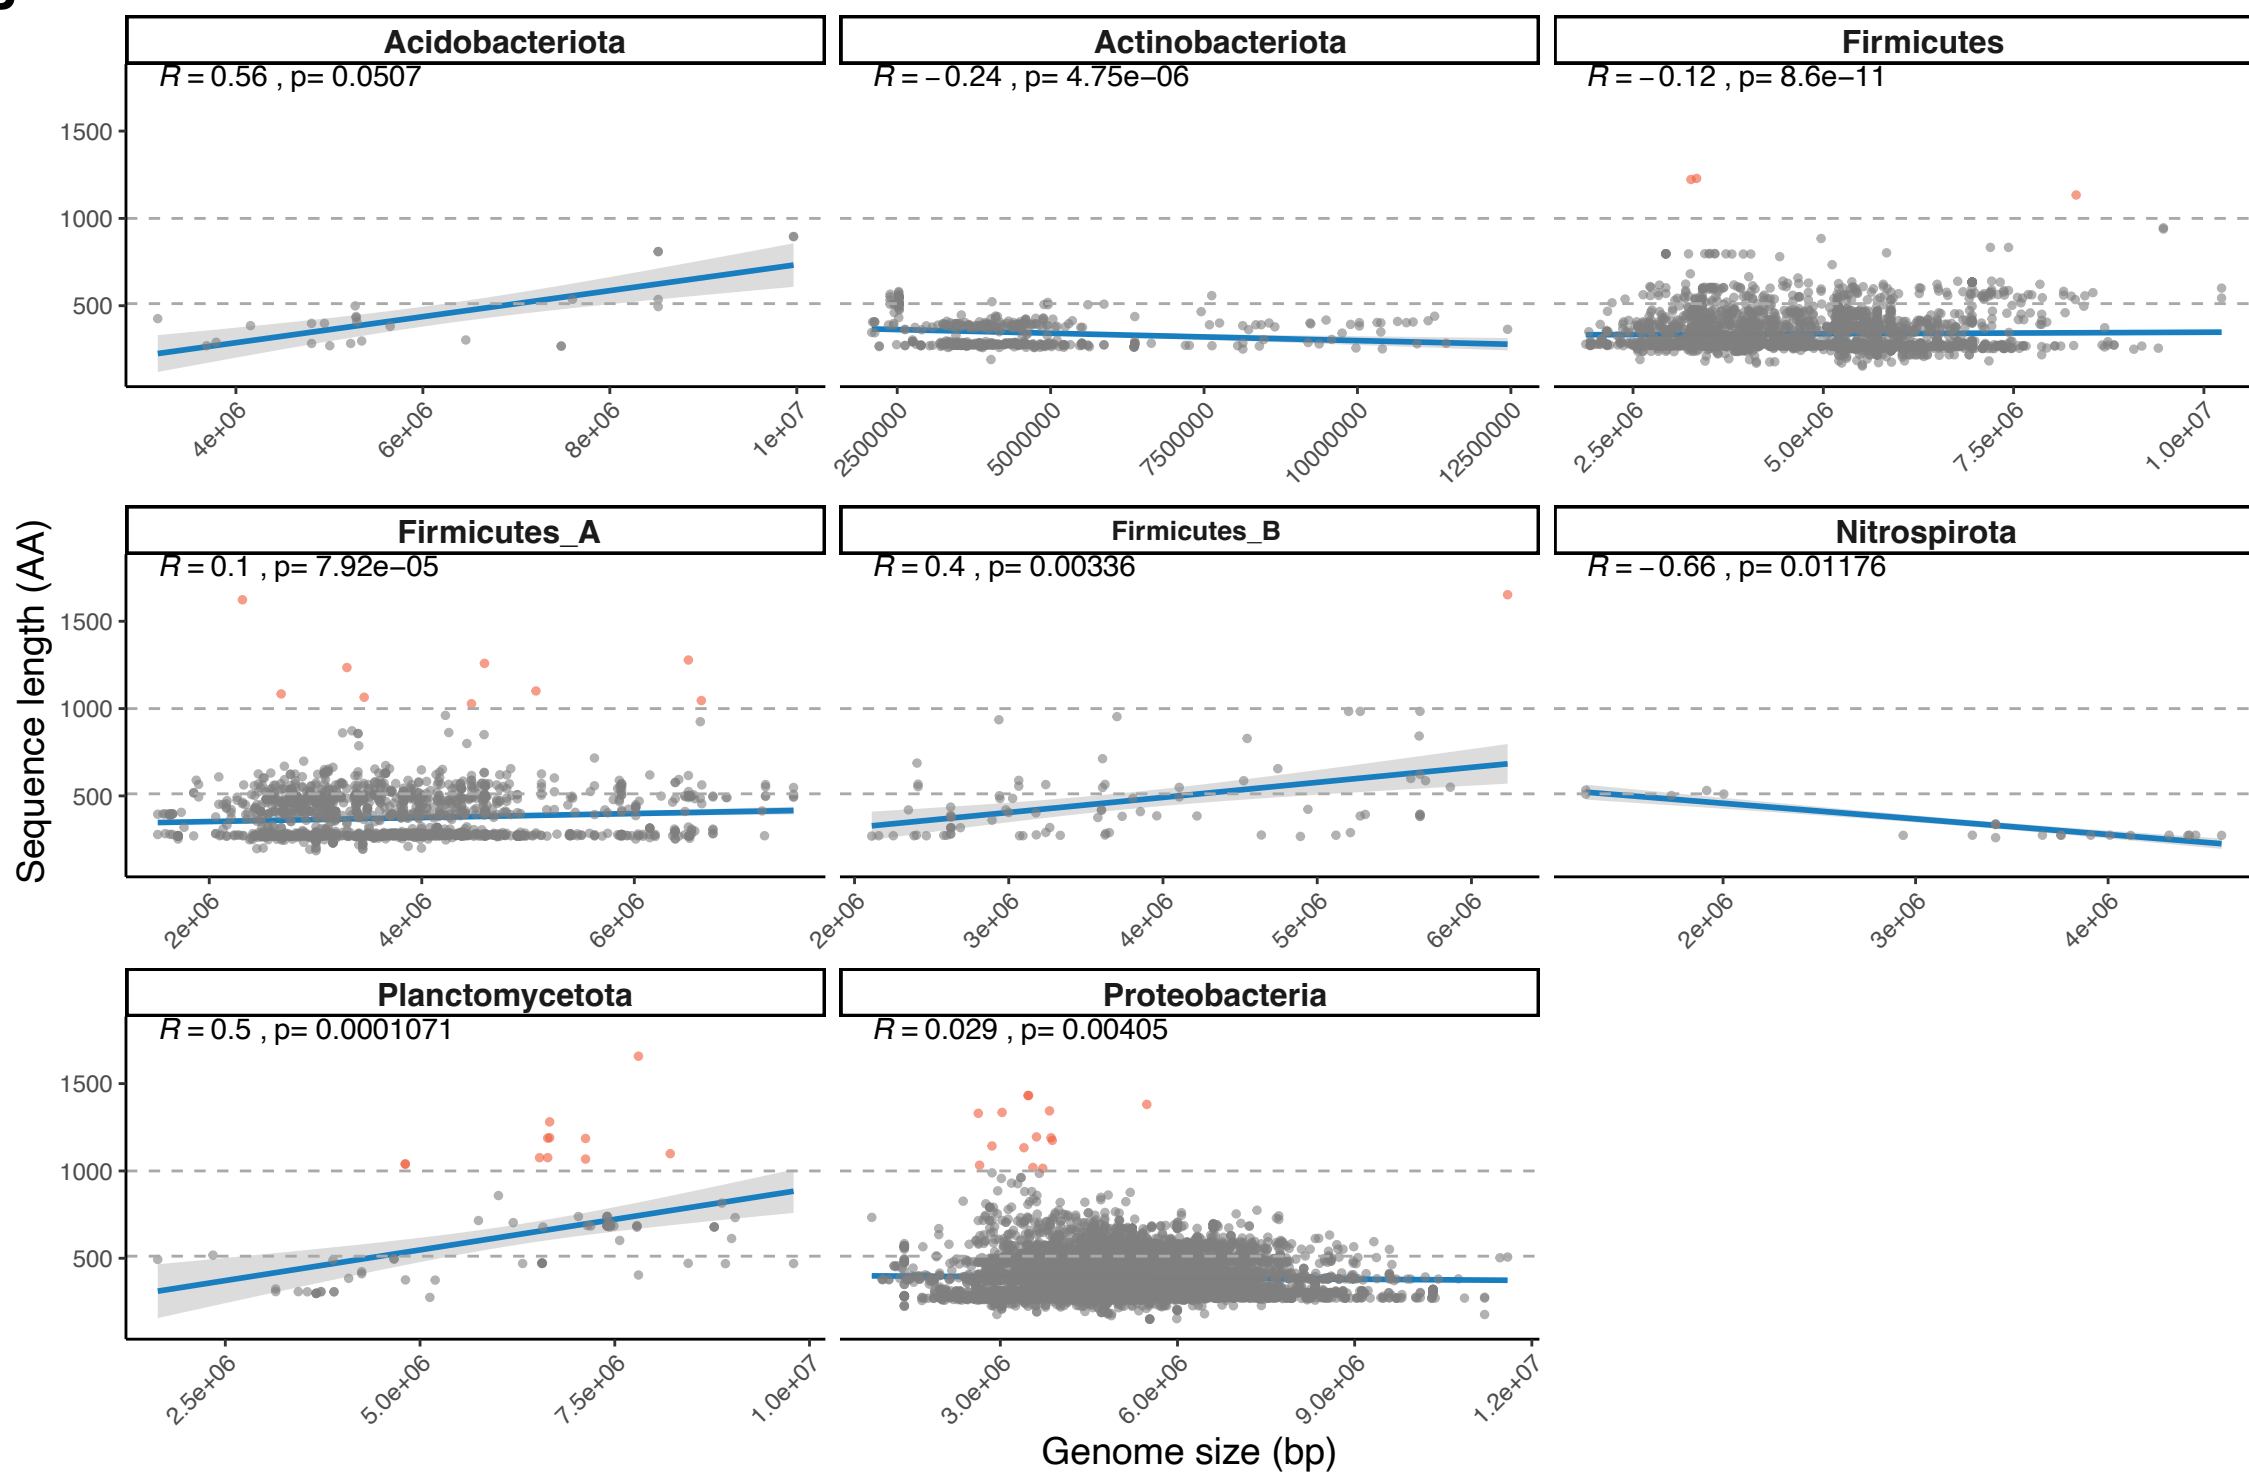 Acidobacteriota
Actinobacteriota
Firmicutes
R = 0.56 , p= 0.0507
R = −0.24 , p= 4.75e−06
R = −0.12 , p= 8.6e−11
1500
1000
500
4e+06
6e+06
8e+06
1e+07
2500000
5000000
7500000
10000000
12500000
2.5e+06
5.0e+06
7.5e+06
1.0e+07
Sequence length (AA)
Firmicutes_A
Firmicutes_B
Nitrospirota
R = 0.1 , p= 7.92e−05
R = 0.4 , p= 0.00336
R = −0.66 , p= 0.01176
1500
1000
500
2e+06
4e+06
6e+06
2e+06
3e+06
4e+06
5e+06
6e+06
2e+06
3e+06
4e+06
Planctomycetota
Proteobacteria
R = 0.5 , p= 0.0001071
R = 0.029 , p= 0.00405
1500
1000
500
2.5e+06
5.0e+06
7.5e+06
1.0e+07
3.0e+06
6.0e+06
9.0e+06
1.2e+07
Genome size (bp)